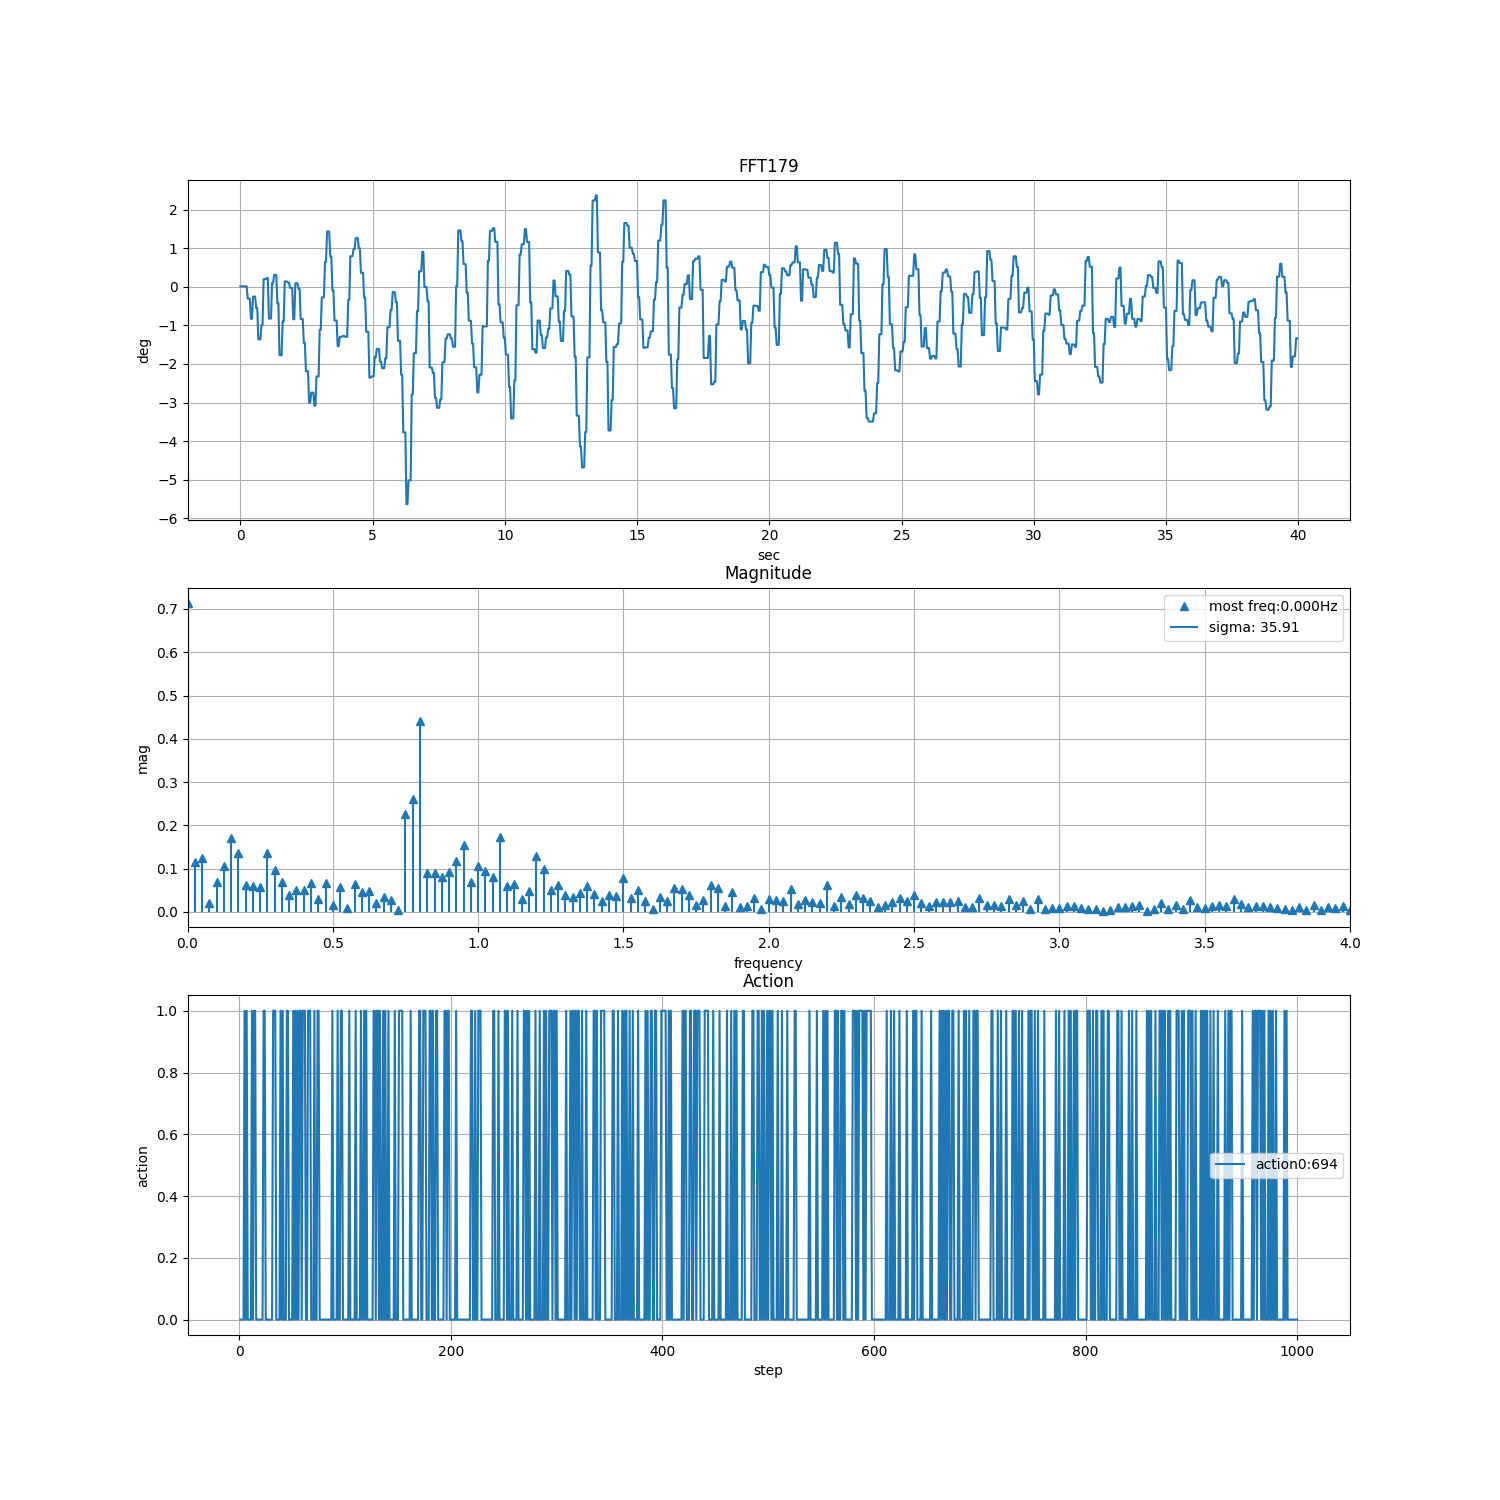 FFT179
2
1
0
−1
−2
−3
−4
−5
−6
deg
0 5 10 15 20 25 30 35 40
sec
Magnitude
0.7
0.6
0.5
0.4
0.3
0.2
0.1
0.0
mag
most freq:0.000Hz
sigma: 35.91
0.0 0.5 1.0 1.5 2.0 2.5 3.0 3.5 4.0
frequency
Action
1.0
0.8
0.6
0.4
0.2
0.0
action
action0:694
0 200 400 600 800 1000
step